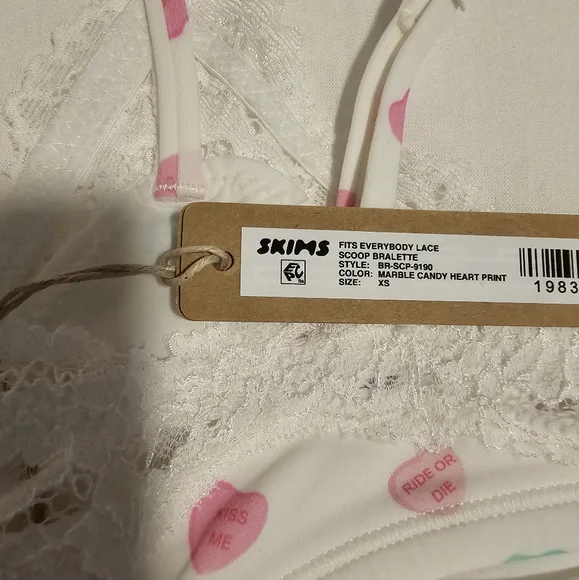 SKIMS
FITS EVERYBODY LACE
SCOOP BRALETTE
STYLE: BR-SCP-9190
COLOR: MARBLE CANDY HEART PRINT
SIZE: XS
1983
RIDE OR
DIE
KISS
ME